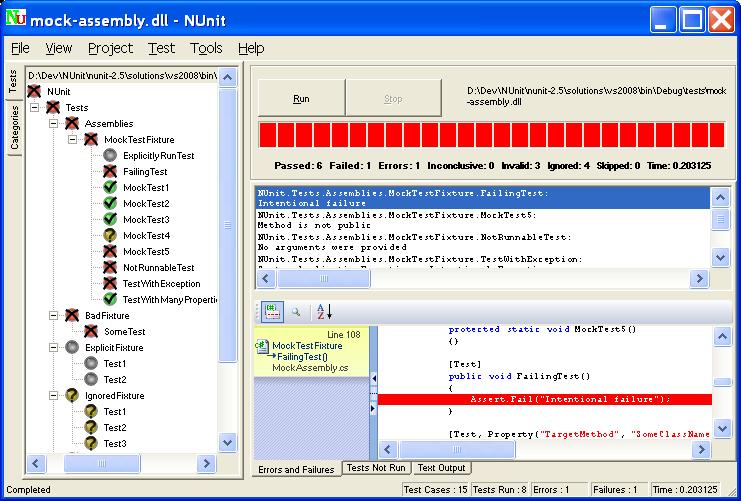 mock-assembly.dll - NUnit
File View Project Test Tools Help
Tests
Categories
D:\Dev\NUnit\nunit-2.5\solutions\vs2008\bin\
NUnit
Tests
Assemblies
MockTestFixture
ExplicitlyRunTest
FailingTest
MockTest1
MockTest2
MockTest3
MockTest4
MockTest5
NotRunnableTest
TestWithException
TestWithManyProperti
BadFixture
SomeTest
ExplicitFixture
Test1
Test2
IgnoredFixture
Test1
Test2
Test3
Run
Stop
D:\Dev\NUnit\nunit-2.5\solutions\vs2008\bin\Debug\tests\mock
-assembly.dll
Passed: 6 Failed: 1 Errors: 1 Inconclusive: 0 Invalid: 3 Ignored: 4 Skipped: 0 Time: 0.203125
NUnit.Tests.Assemblies.MockTestFixture.FailingTest:
Intentional failure
NUnit.Tests.Assemblies.MockTestFixture.MockTest5:
Method is not public
NUnit.Tests.Assemblies.MockTestFixture.NotRunnableTest:
No arguments were provided
NUnit.Tests.Assemblies.MockTestFixture.TestWithException:
Line 108
MockTestFixture
FailingTest()
MockAssembly.cs
protected static void MockTest5()
{}
[Test]
public void FailingTest()
{
Assert.Fail("Intentional failure");
}
[Test, Property("TargetMethod", "SomeClassName
Errors and Failures
Tests Not Run
Text Output
Completed
Test Cases : 15
Tests Run : 8
Errors : 1
Failures : 1
Time : 0.203125